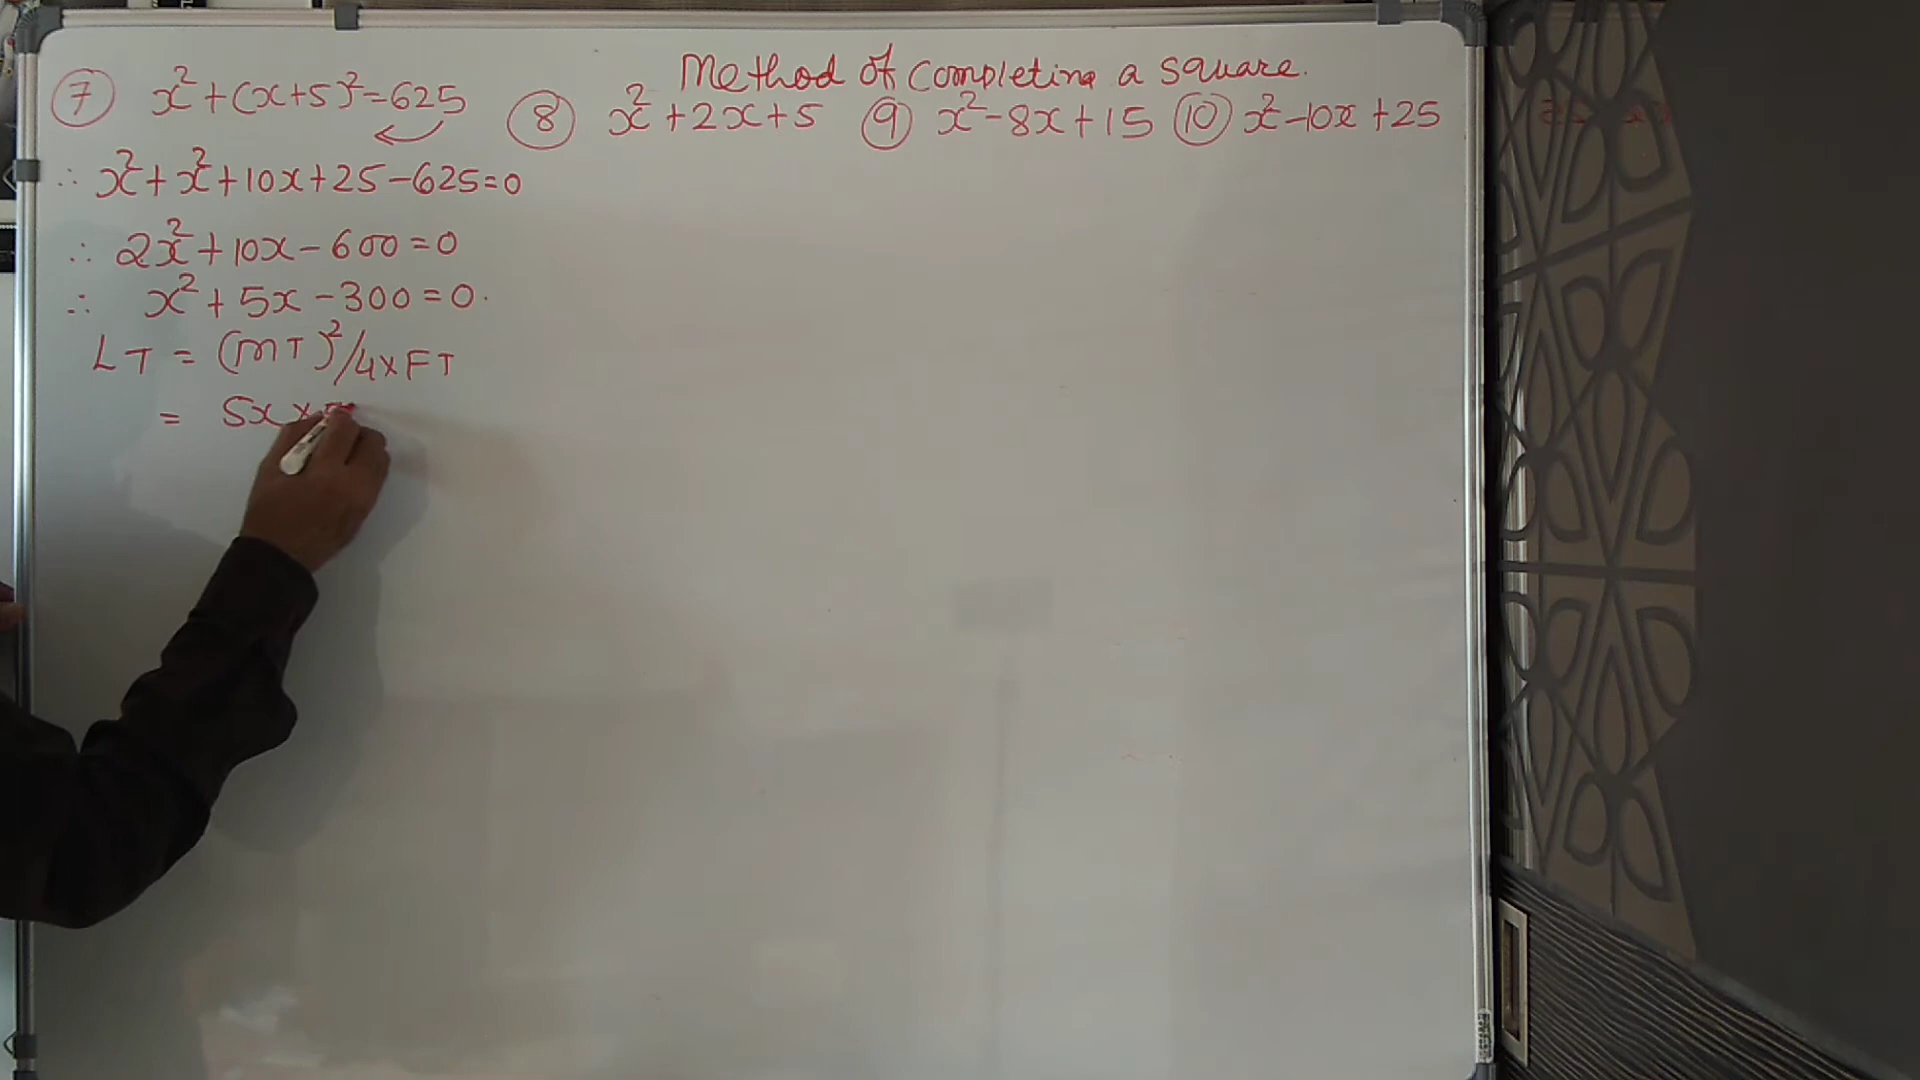 Method of completing a square.
⑦ x²+(x+5)²=625
⑧ x²+2x+5 ⑨ x²-8x+15 ⑩ x²-10x+25
∴ x²+x²+10x+25-625=0
∴ 2x²+10x-600=0
∴ x²+5x-300=0.
LT = (MT)²/4xFT
= 5x×